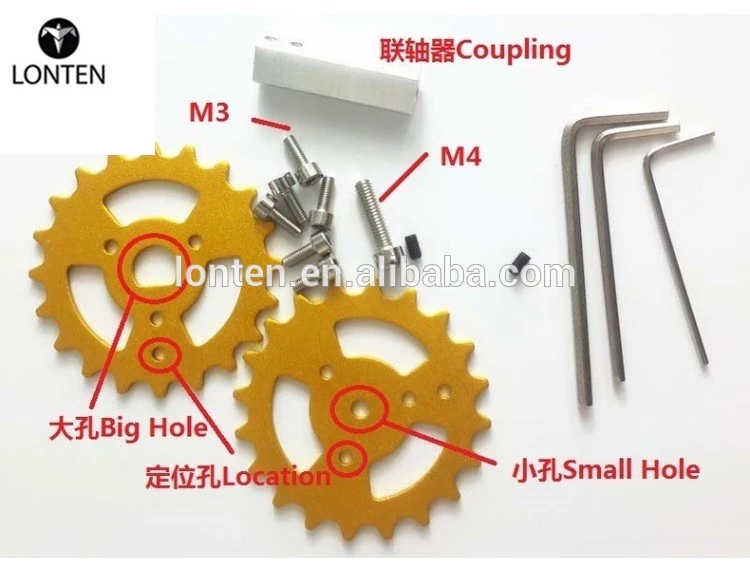 LONTEN
联轴器Coupling
M3
M4
lonten.en.alibaba.com
大孔Big Hole
定位孔Location
小孔Small Hole